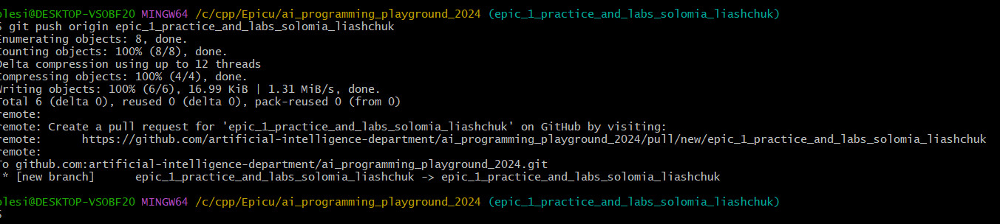 olesi@DESKTOP-VSOBF20 MINGW64 /c/cpp/Epicu/ai_programming_playground_2024 (epic_1_practice_and_labs_solomia_liashchuk)
$ git push origin epic_1_practice_and_labs_solomia_liashchuk
Enumerating objects: 8, done.
Counting objects: 100% (8/8), done.
Delta compression using up to 12 threads
Compressing objects: 100% (4/4), done.
Writing objects: 100% (6/6), 16.99 KiB | 1.31 MiB/s, done.
Total 6 (delta 0), reused 0 (delta 0), pack-reused 0 (from 0)
remote:
remote: Create a pull request for 'epic_1_practice_and_labs_solomia_liashchuk' on GitHub by visiting:
remote:      https://github.com/artificial-intelligence-department/ai_programming_playground_2024/pull/new/epic_1_practice_and_labs_solomia_liashchuk
remote:
To github.com:artificial-intelligence-department/ai_programming_playground_2024.git
 * [new branch]      epic_1_practice_and_labs_solomia_liashchuk -> epic_1_practice_and_labs_solomia_liashchuk
olesi@DESKTOP-VSOBF20 MINGW64 /c/cpp/Epicu/ai_programming_playground_2024 (epic_1_practice_and_labs_solomia_liashchuk)
$